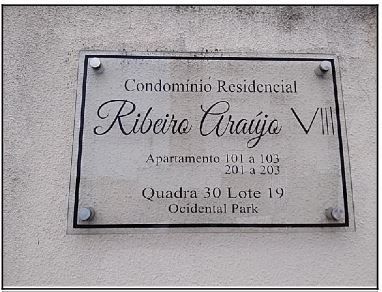 Condomínio Residencial
Ribeiro Araújo VIII
Apartamento 101 a 103
201 a 203
Quadra 30 Lote 19
Ocidental Park